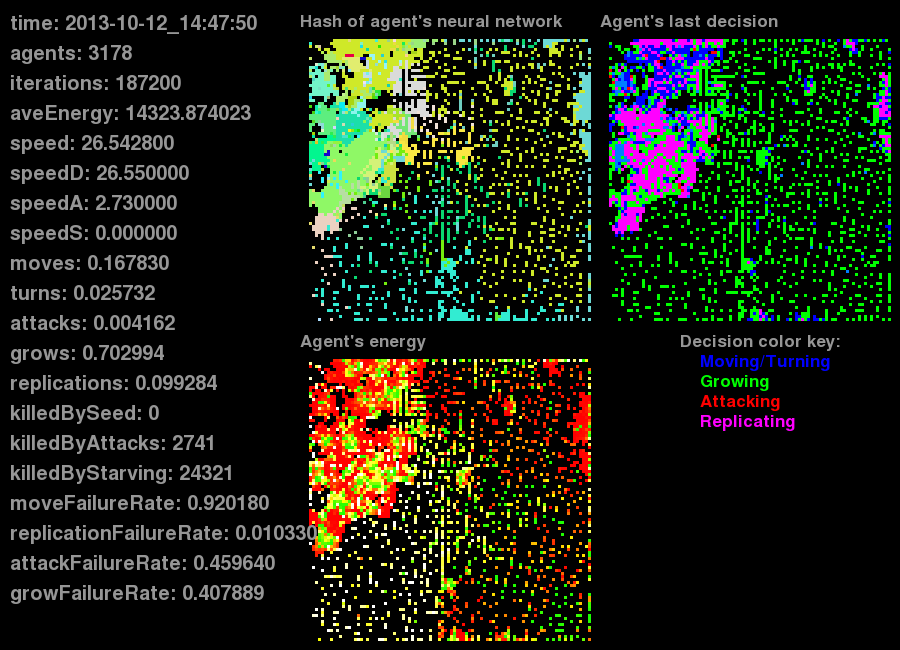 time: 2013-10-12_14:47:50
agents: 3178
iterations: 187200
aveEnergy: 14323.874023
speed: 26.542800
speedD: 26.550000
speedA: 2.730000
speedS: 0.000000
moves: 0.167830
turns: 0.025732
attacks: 0.004162
grows: 0.702994
replications: 0.099284
killedBySeed: 0
killedByAttacks: 2741
killedByStarving: 24321
moveFailureRate: 0.920180
replicationFailureRate: 0.010330
attackFailureRate: 0.459640
growFailureRate: 0.407889
Hash of agent's neural network
Agent's last decision
Agent's energy
Decision color key:
Moving/Turning
Growing
Attacking
Replicating